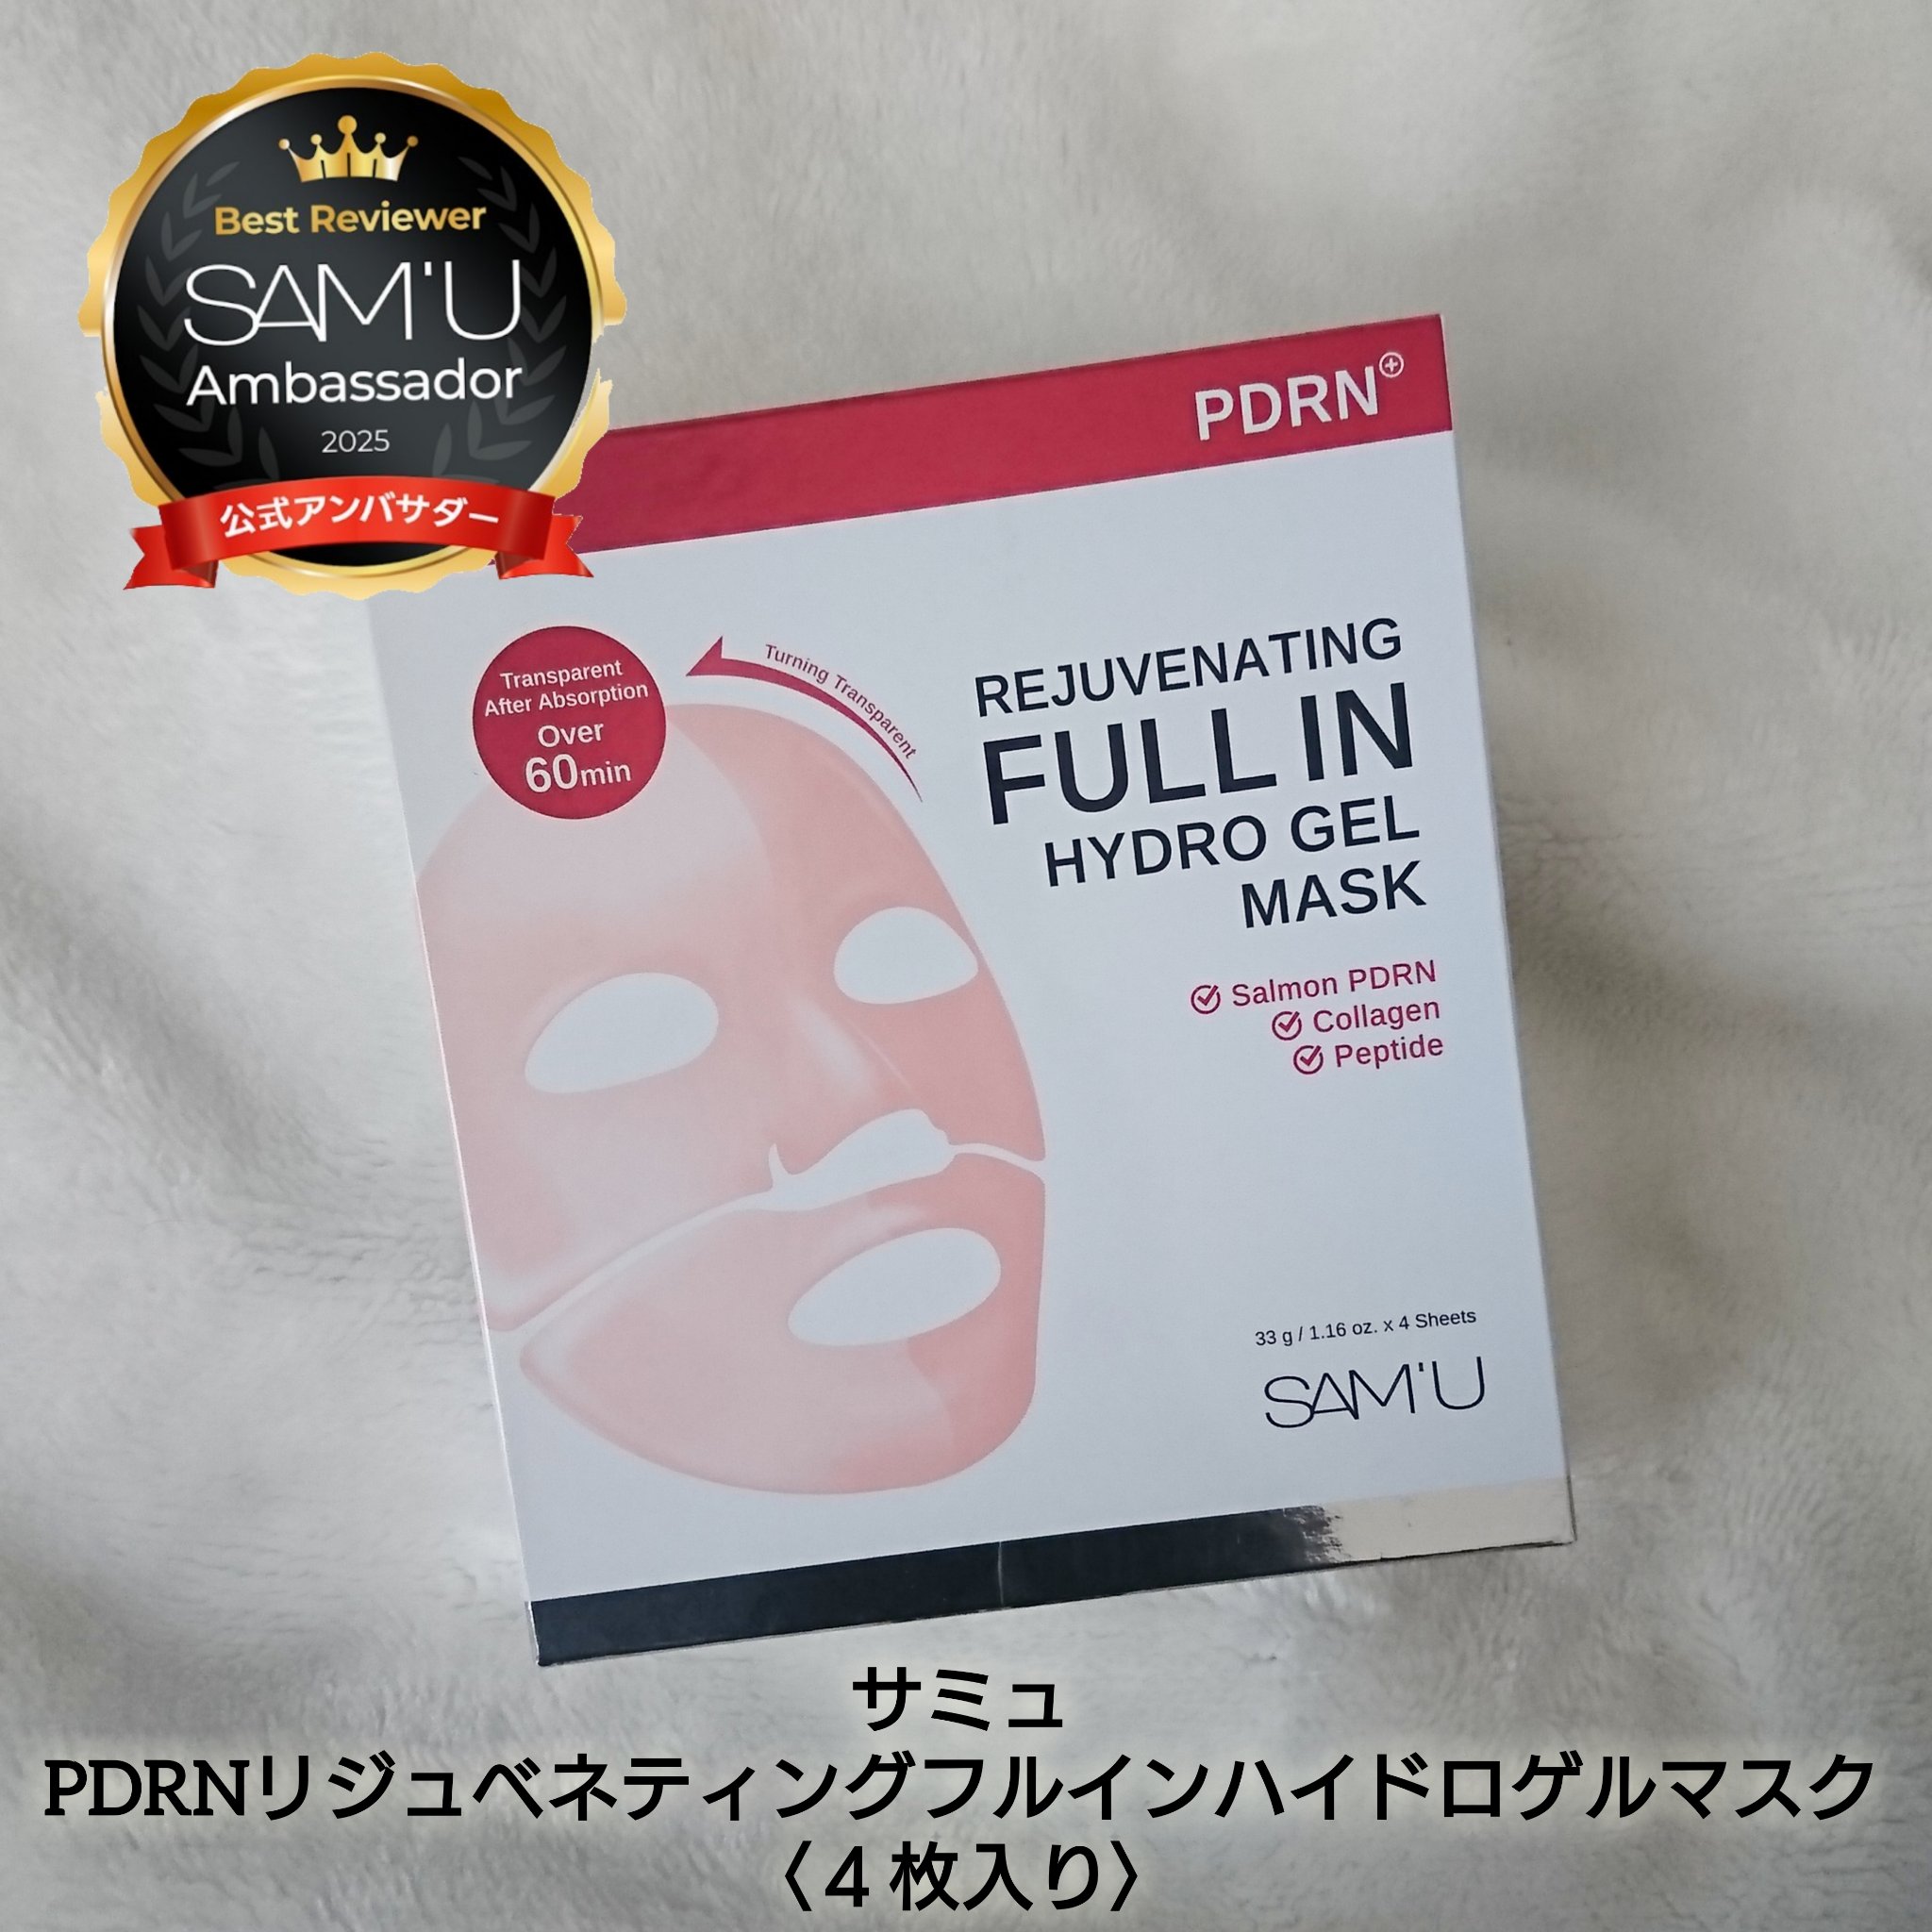 Best Reviewer
SAM'U
Ambassador
2025
公式アンバサダー
PDRN
Transparent
After Absorption
Over
60min
Turning Transparent
REJUVENATING
FULL IN
HYDRO GEL
MASK
Salmon PDRN
Collagen
Peptide
33 g / 1.16 oz. x 4 Sheets
SAM'U
サミュ
PDRNリジュベネティングフルインハイドロゲルマスク
〈４枚入り〉